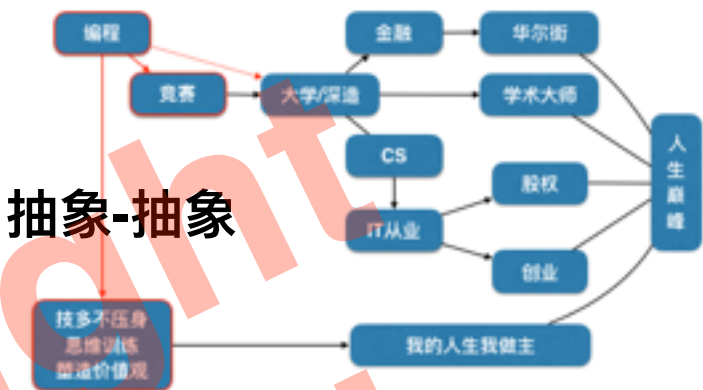 编程
金融
华尔街
竞赛
大学/深造
学术大师
人
生
巅
峰
CS
股权
抽象-抽象
IT从业
创业
技多不压身
思维训练
塑造价值观
我的人生我做主
ght